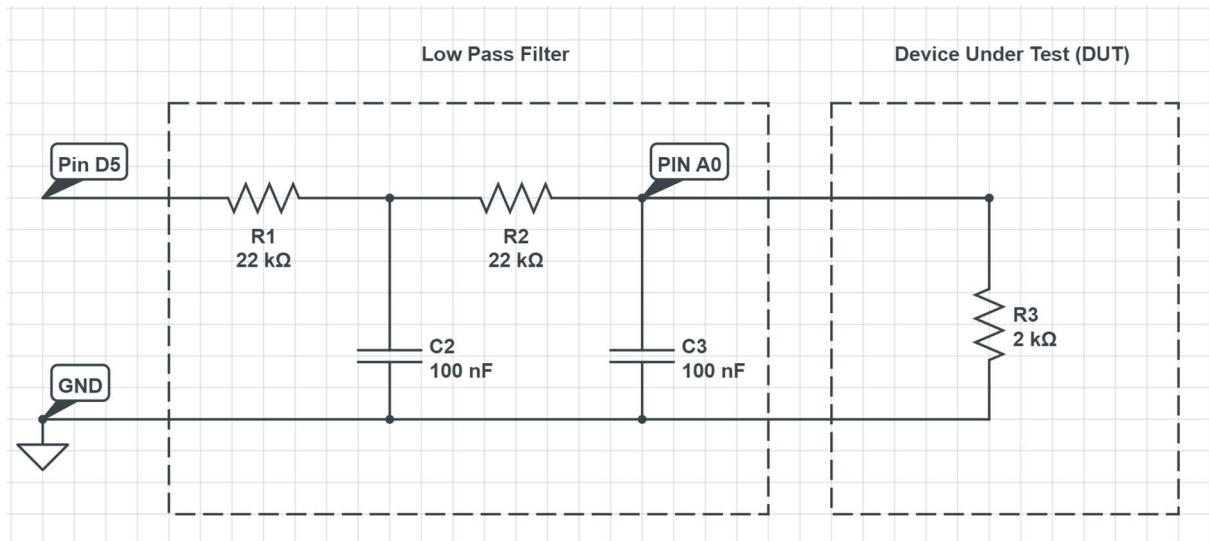 Low Pass Filter
Device Under Test (DUT)
Pin D5
PIN A0
R1
22 kΩ
R2
22 kΩ
R3
2 kΩ
C2
100 nF
C3
100 nF
GND